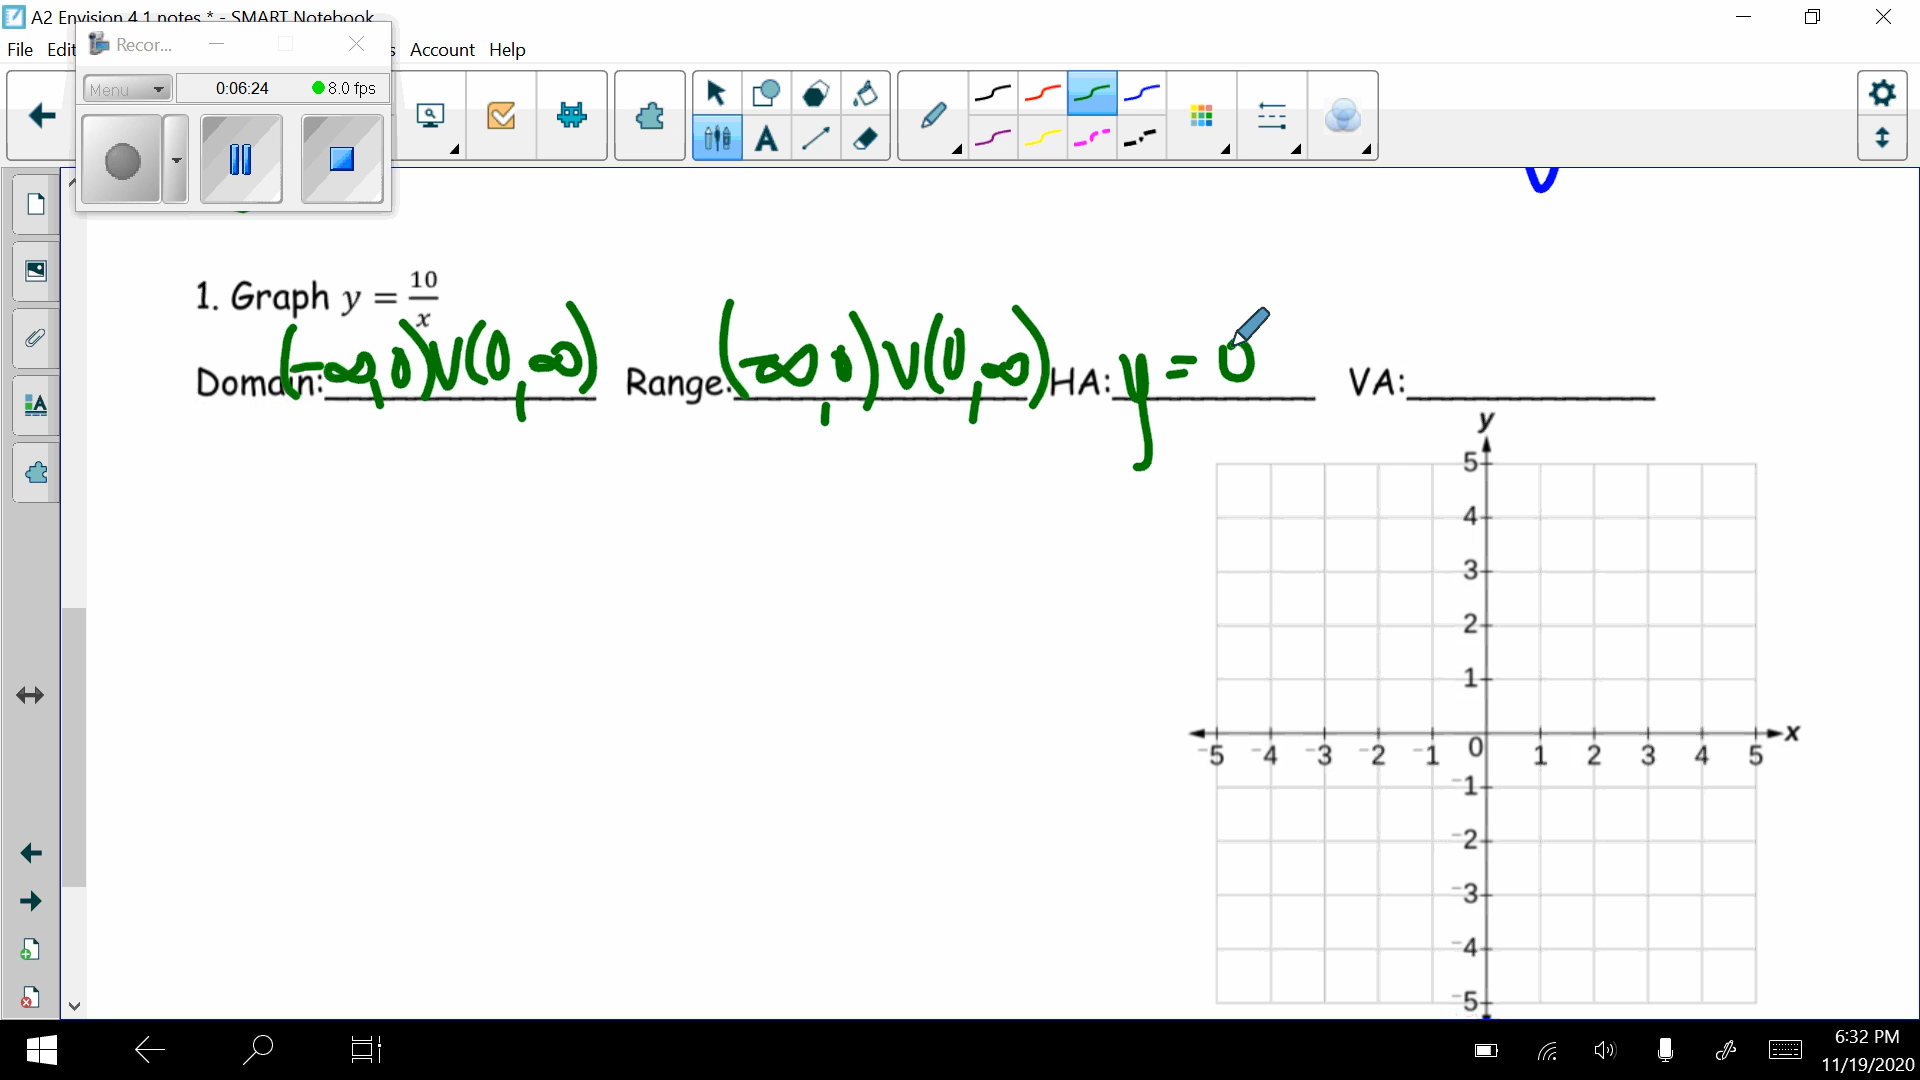 A2 Envision 4.1 notes * - SMART Notebook
File Edit Account Help
Recor...
Menu 0:06:24 8.0 fps
1. Graph y = 10/x
Domain: (-∞,0)∪(0,∞) Range: (-∞,0)∪(0,∞) HA: y = 0 VA:
y
5
4
3
2
1
-5 -4 -3 -2 -1 0 1 2 3 4 5 x
-1
-2
-3
-4
-5
6:32 PM
11/19/2020